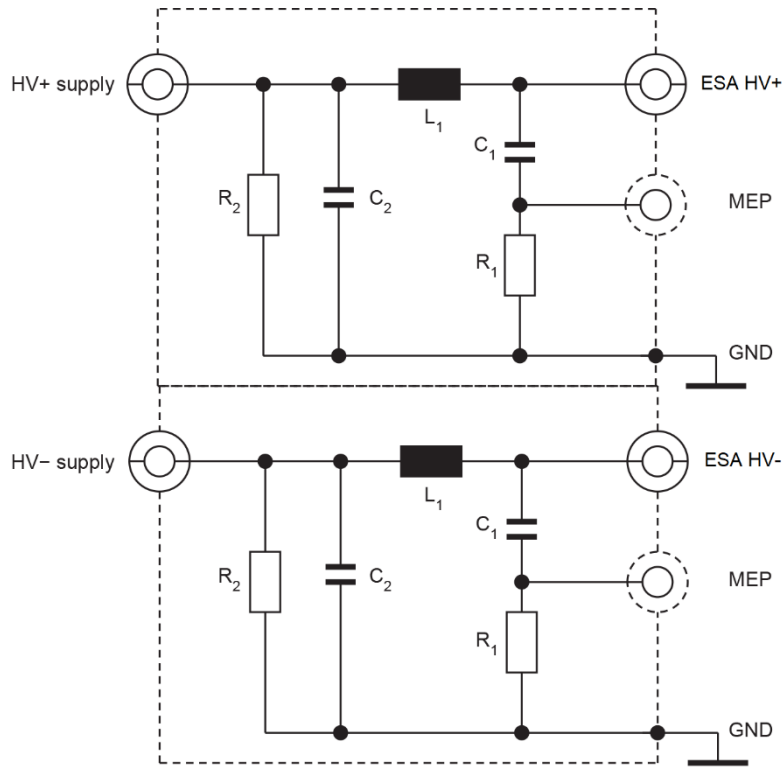 HV+ supply
ESA HV+
L1
C1
MEP
R2
C2
R1
GND
HV− supply
ESA HV-
L1
C1
MEP
R2
C2
R1
GND